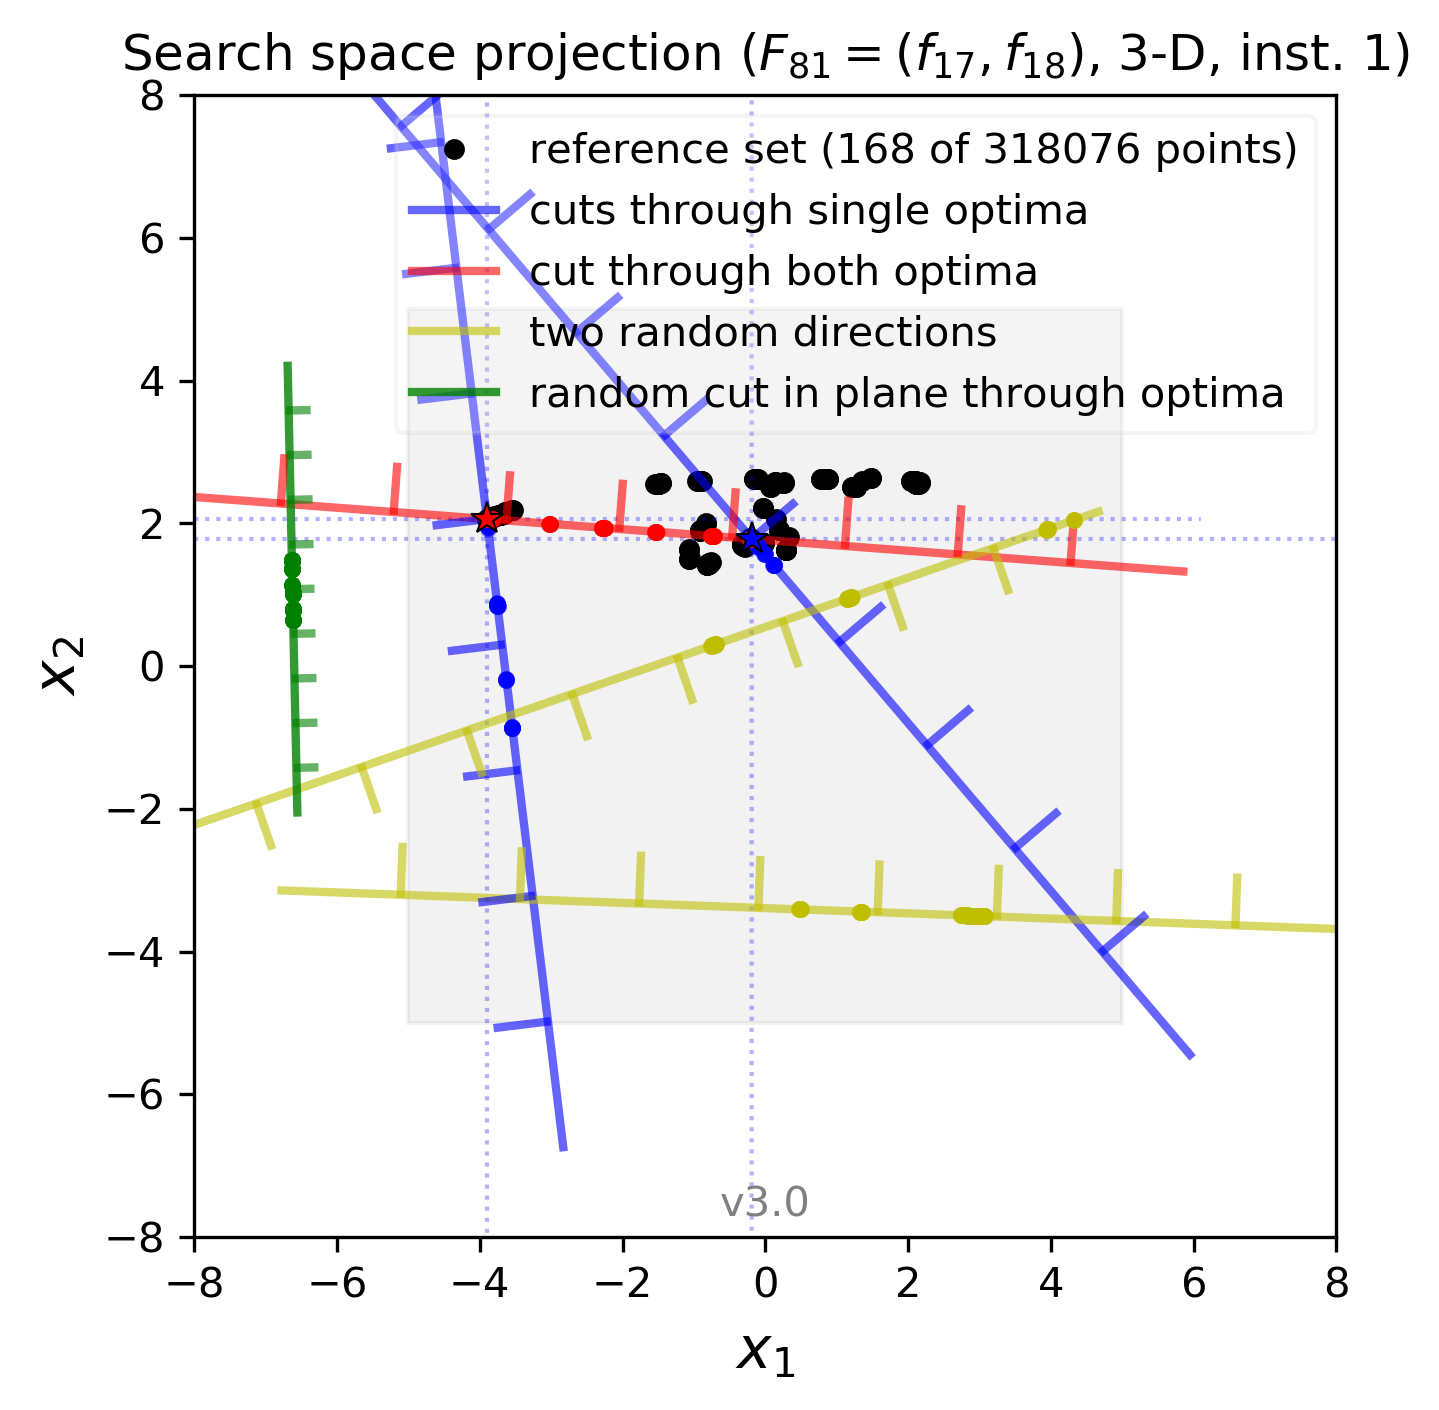 Search space projection (F₈₁ = (f₁₇, f₁₈), 3-D, inst. 1)
8
6
4
2
0
−2
−4
−6
−8
x₂
reference set (168 of 318076 points)
cuts through single optima
cut through both optima
two random directions
random cut in plane through optima
v3.0
−8 −6 −4 −2 0 2 4 6 8
x₁